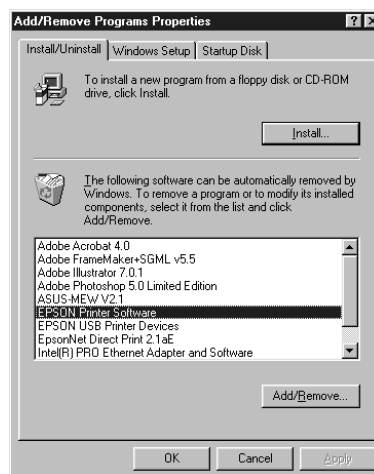 Add/Remove Programs Properties
Install/Uninstall Windows Setup Startup Disk
To install a new program from a floppy disk or CD-ROM
drive, click Install.
Install...
The following software can be automatically removed by
Windows. To remove a program or to modify its installed
components, select it from the list and click
Add/Remove.
Adobe Acrobat 4.0
Adobe FrameMaker+SGML v5.5
Adobe Illustrator 7.0.1
Adobe Photoshop 5.0 Limited Edition
ASUS-MEW V2.1
EPSON Printer Software
EPSON USB Printer Devices
EpsonNet Direct Print 2.1aE
Intel(R) PRO Ethernet Adapter and Software
Add/Remove...
OK Cancel Apply